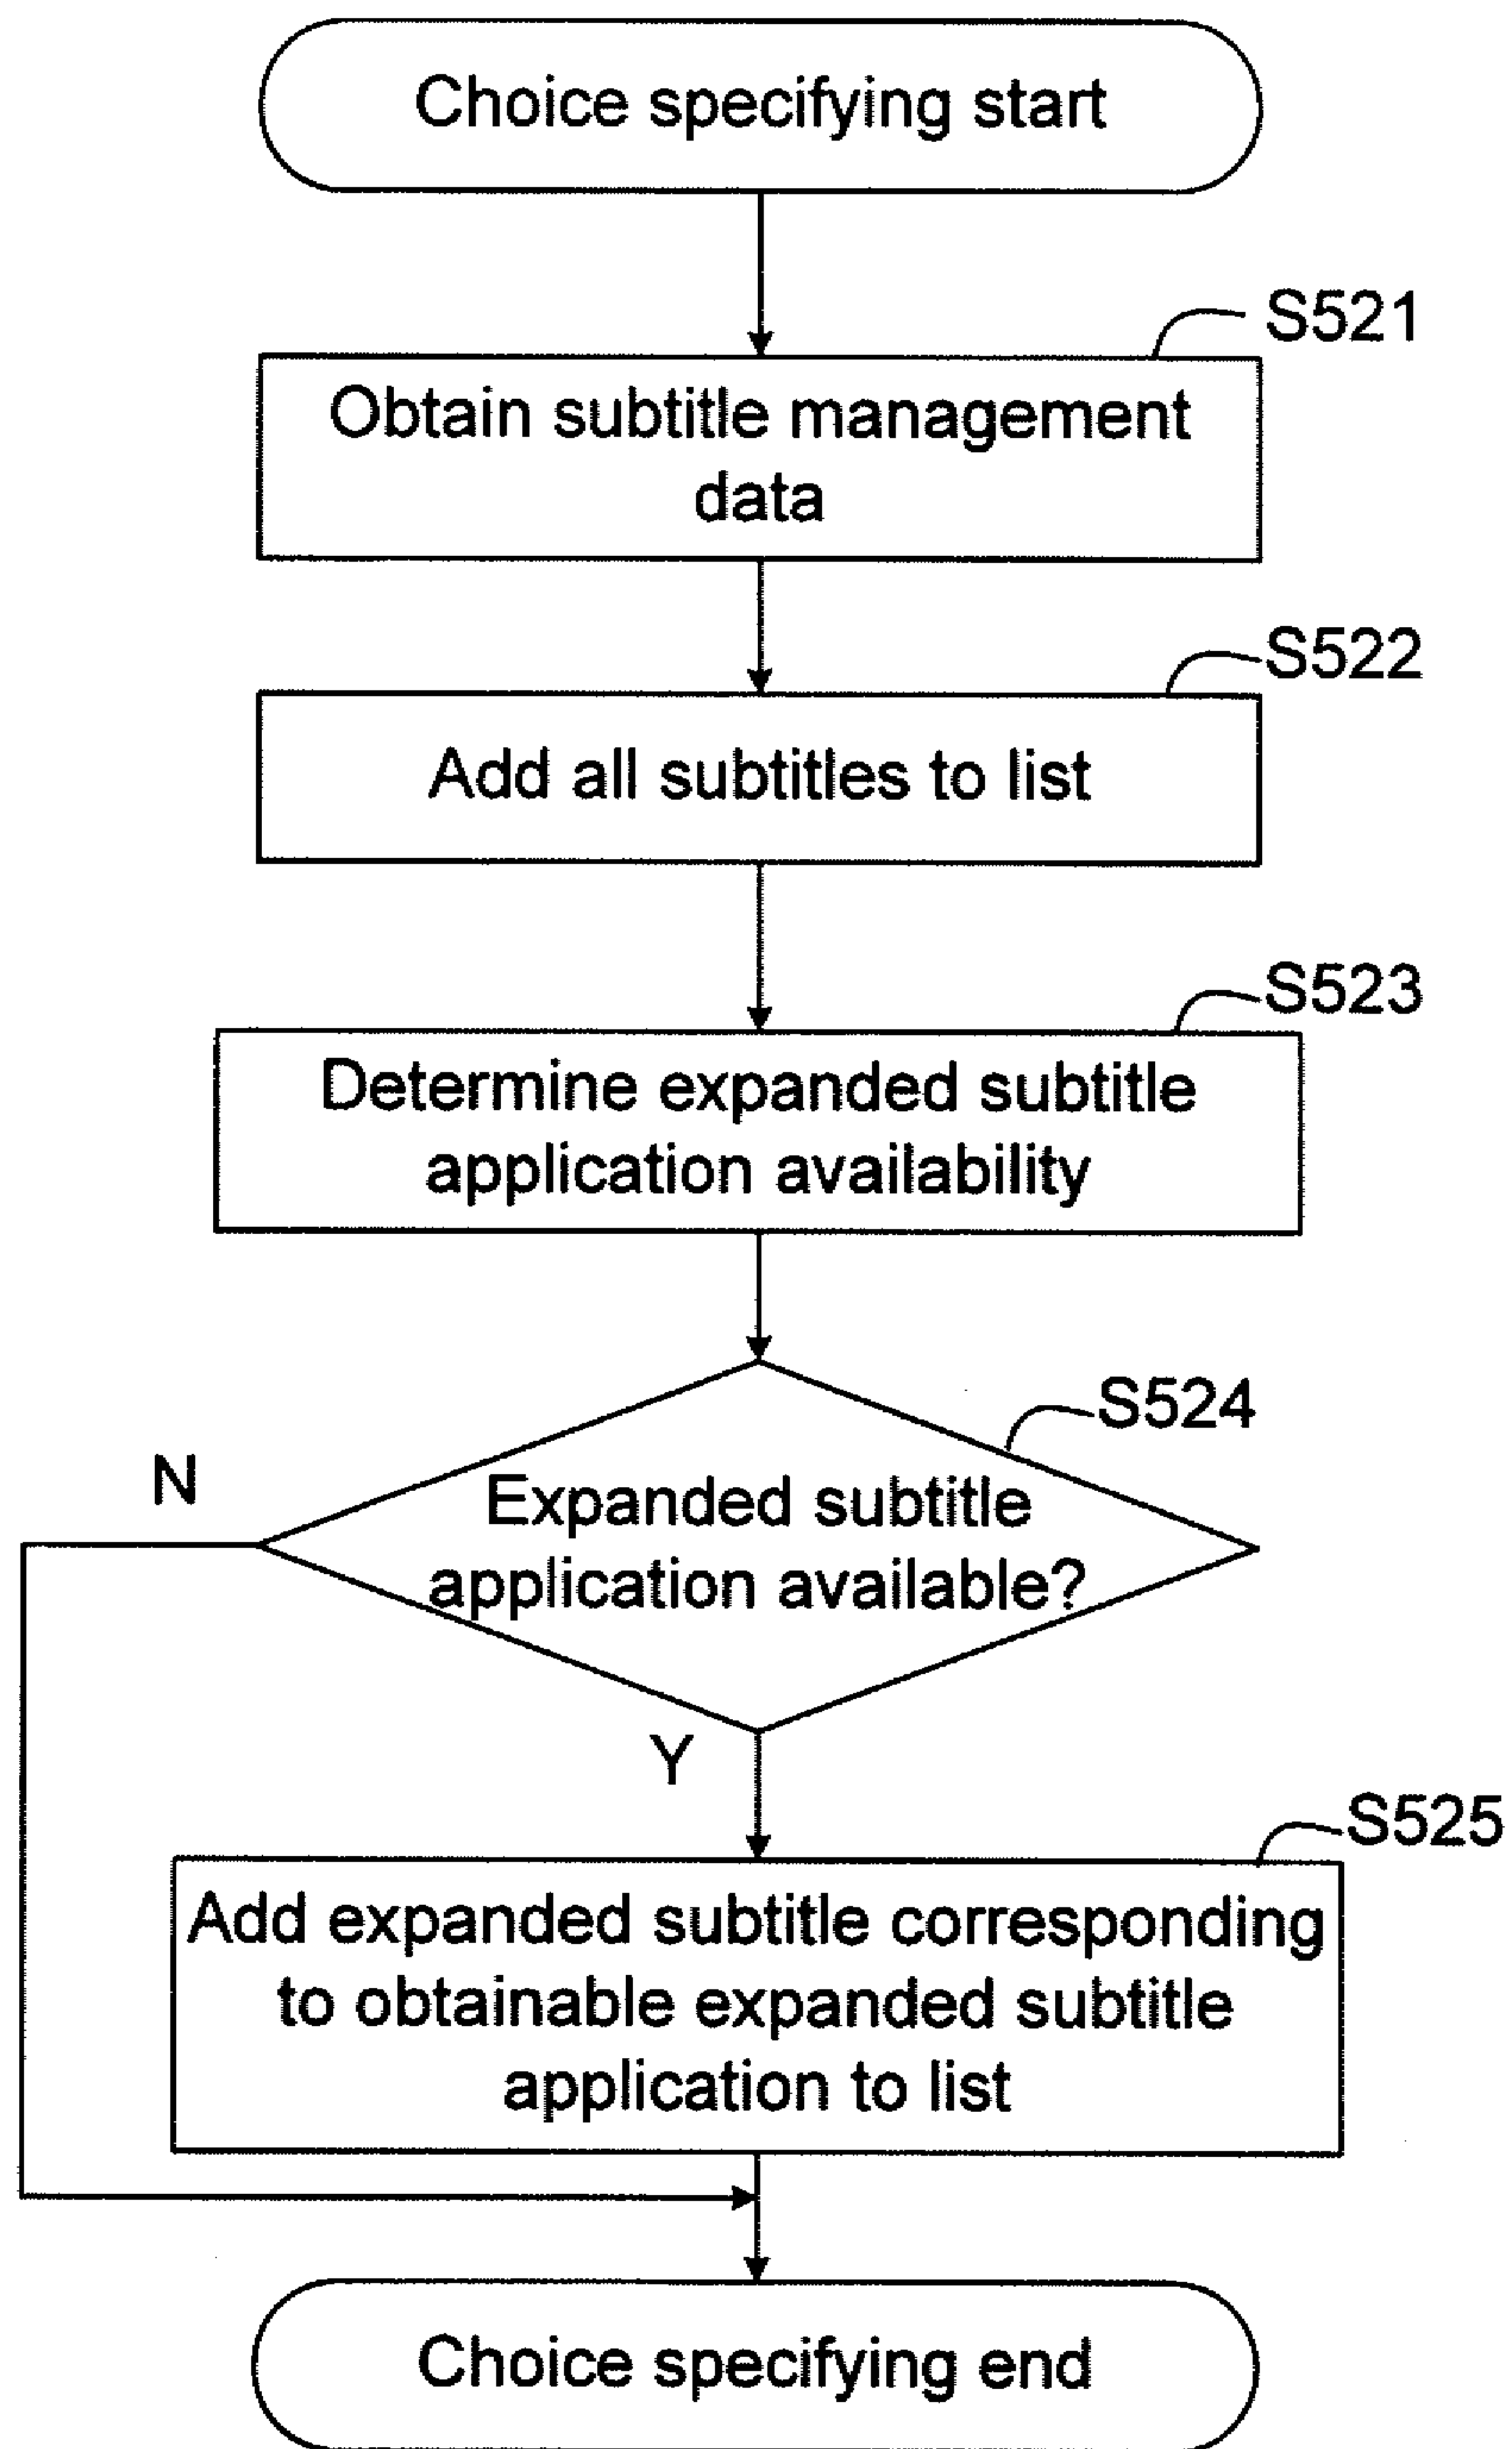 Choice specifying start
S521
Obtain subtitle management
data
S522
Add all subtitles to list
S523
Determine expanded subtitle
application availability
S524
N
Expanded subtitle
application available?
Y
S525
Add expanded subtitle corresponding
to obtainable expanded subtitle
application to list
Choice specifying end